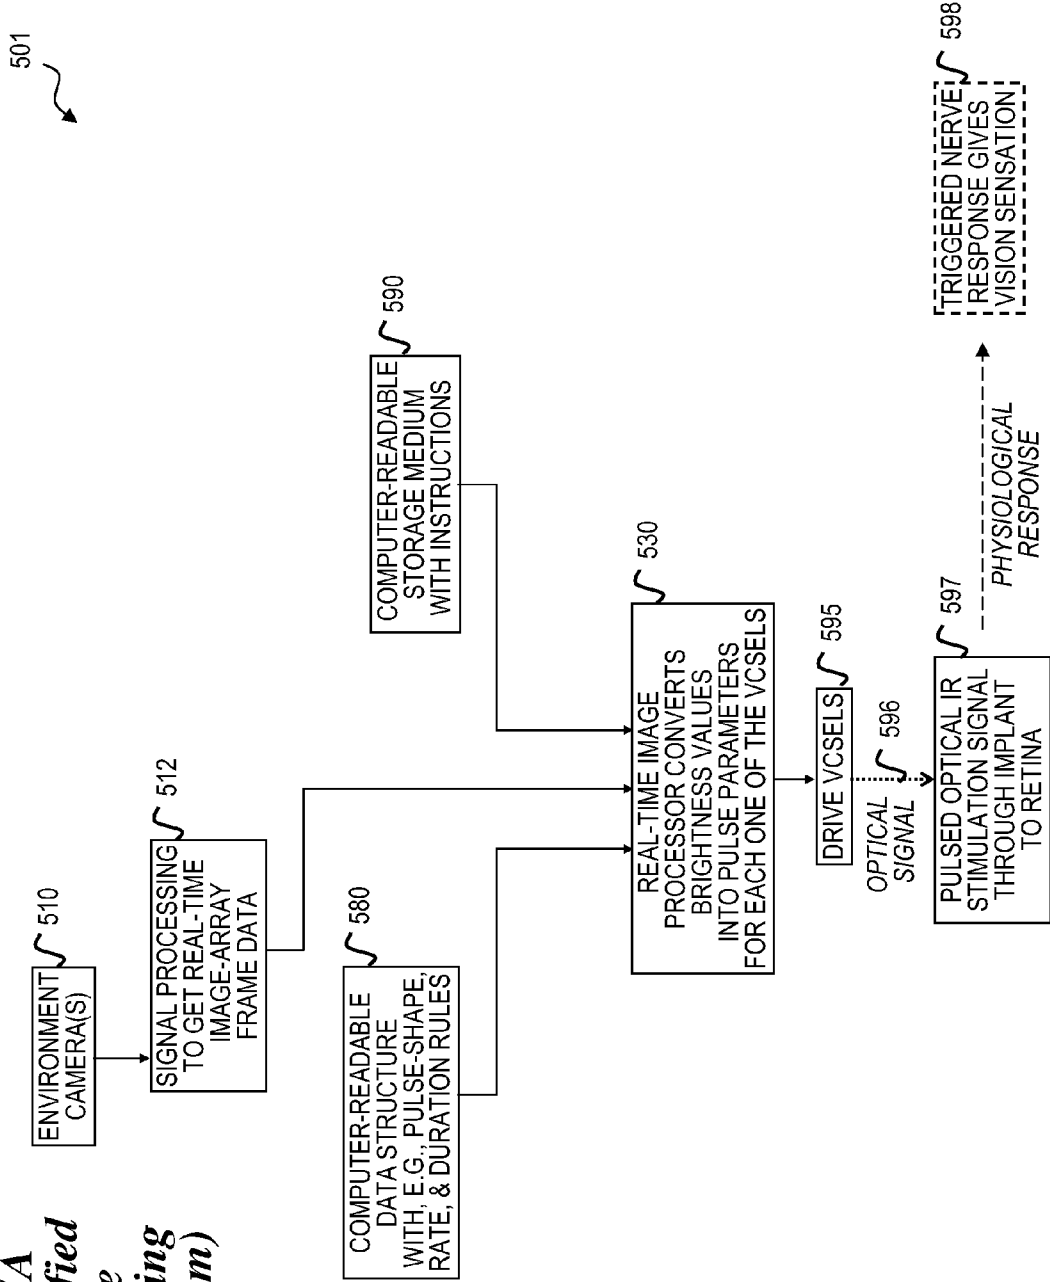 501
ENVIRONMENT
CAMERA(S)
510
SIGNAL PROCESSING
TO GET REAL-TIME
IMAGE-ARRAY
FRAME DATA
512
COMPUTER-READABLE
DATA STRUCTURE
WITH, E.G., PULSE-SHAPE,
RATE, & DURATION RULES
580
COMPUTER-READABLE
STORAGE MEDIUM
WITH INSTRUCTIONS
590
REAL-TIME IMAGE
PROCESSOR CONVERTS
BRIGHTNESS VALUES
INTO PULSE PARAMETERS
FOR EACH ONE OF THE VCSELS
530
DRIVE VCSELS
595
OPTICAL
SIGNAL
596
PULSED OPTICAL IR
STIMULATION SIGNAL
THROUGH IMPLANT
TO RETINA
597
PHYSIOLOGICAL
RESPONSE
TRIGGERED NERVE
RESPONSE GIVES
VISION SENSATION
598